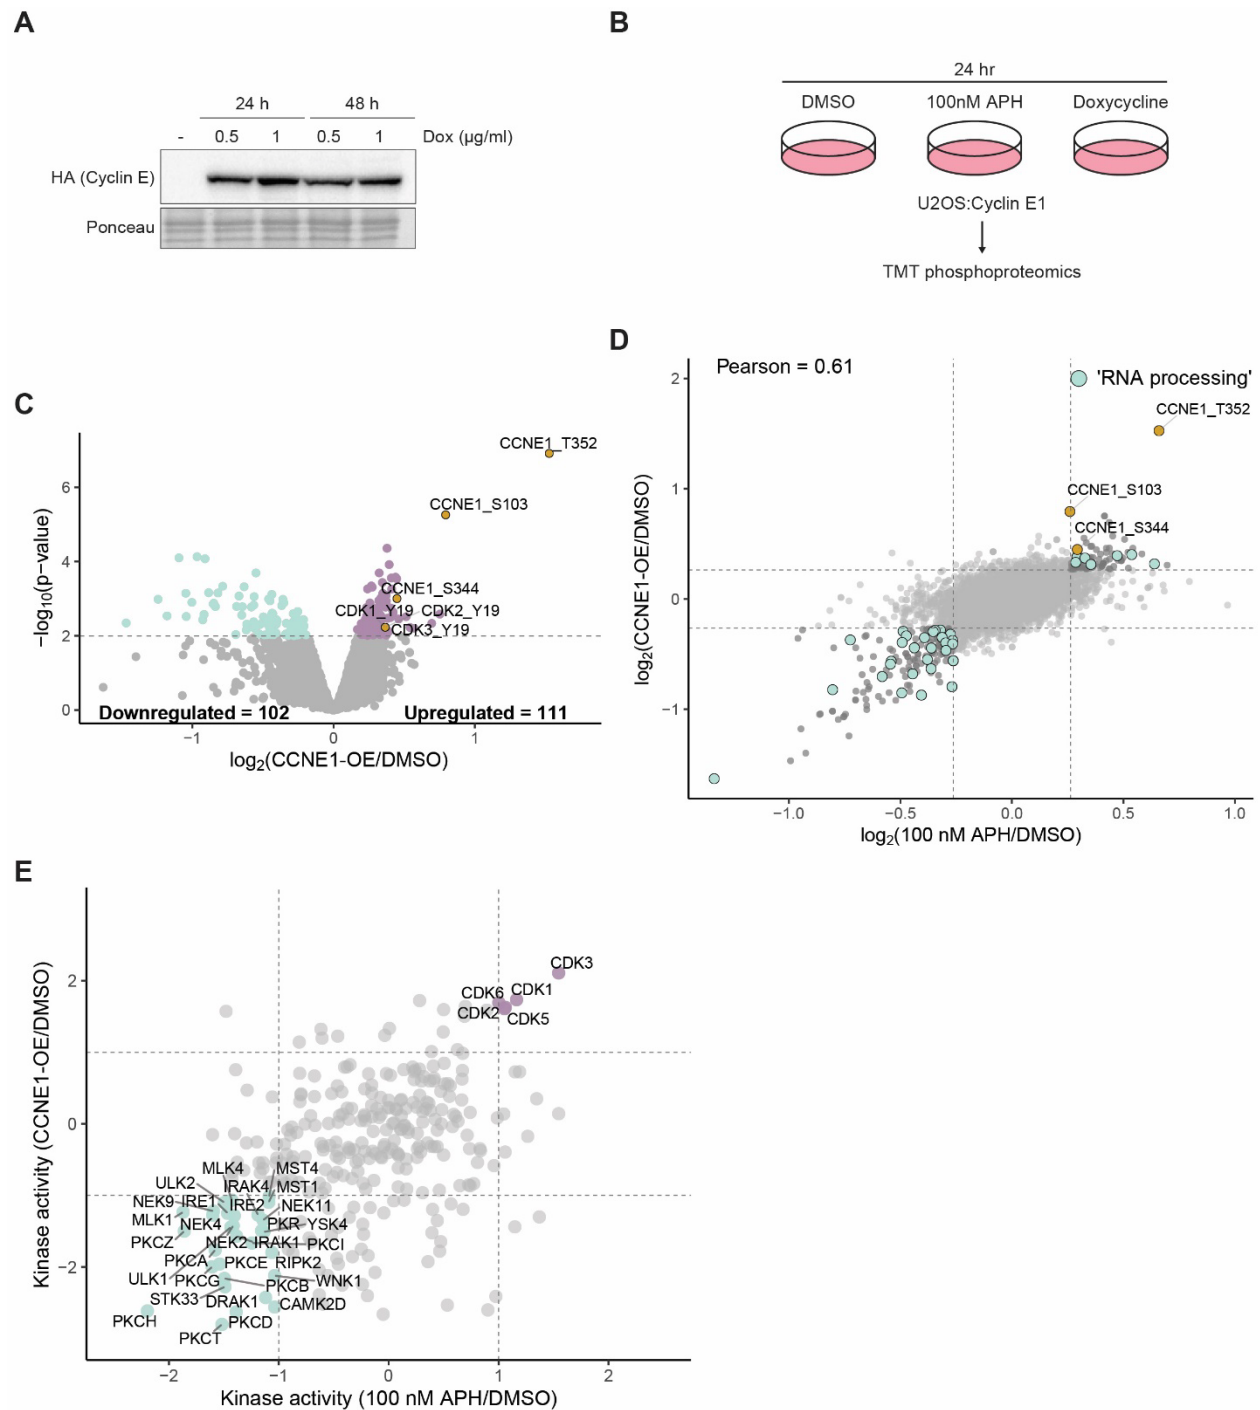 A
24 h
48 h
-
0.5
1
0.5
1
Dox (µg/ml)
HA (Cyclin E)
Ponceau
B
24 hr
DMSO
100nM APH
Doxycycline
U2OS:Cyclin E1
TMT phosphoproteomics
C
−log10(p−value)
6
4
2
0
CCNE1_T352
CCNE1_S103
CCNE1_S344
CDK1_Y19
CDK2_Y19
CDK3_Y19
Downregulated = 102
Upregulated = 111
−1
0
1
log2(CCNE1-OE/DMSO)
D
Pearson = 0.61
'RNA processing'
CCNE1_T352
CCNE1_S103
CCNE1_S344
log2(CCNE1-OE/DMSO)
2
1
0
−1
−1.0
−0.5
0.0
0.5
1.0
log2(100 nM APH/DMSO)
E
Kinase activity (CCNE1-OE/DMSO)
2
0
−2
CDK3
CDK6
CDK1
CDK2
CDK5
MLK4
MST4
ULK2
IRAK4
MST1
NEK9
IRE1
IRE2
NEK11
MLK1
NEK4
PKR
YSK4
PKCZ
NEK2
IRAK1
PKCI
PKCA
PKCE
RIPK2
ULK1
PKCG
PKCB
WNK1
STK33
DRAK1
CAMK2D
PKCH
PKCD
PKCT
−2
−1
0
1
2
Kinase activity (100 nM APH/DMSO)